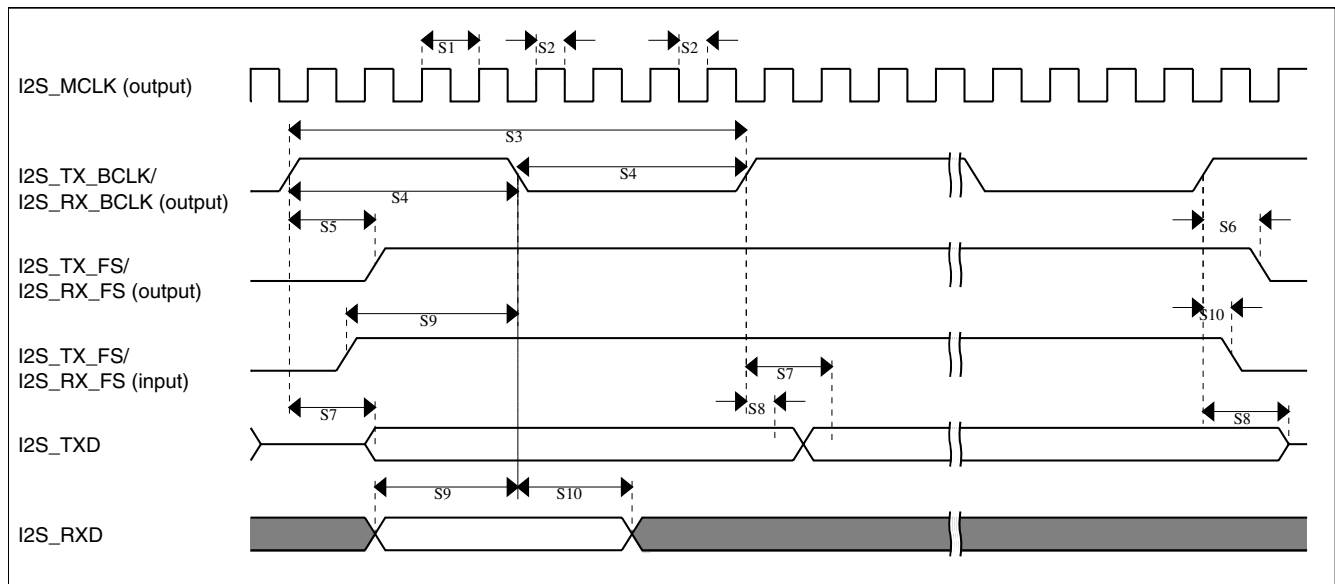 S1 S2 S2
I2S_MCLK (output)
S3
I2S_TX_BCLK/
I2S_RX_BCLK (output)
S4
S4
S5
S6
I2S_TX_FS/
I2S_RX_FS (output)
S9
S10
I2S_TX_FS/
I2S_RX_FS (input)
S7
S7
S8
S8
I2S_TXD
S9 S10
I2S_RXD